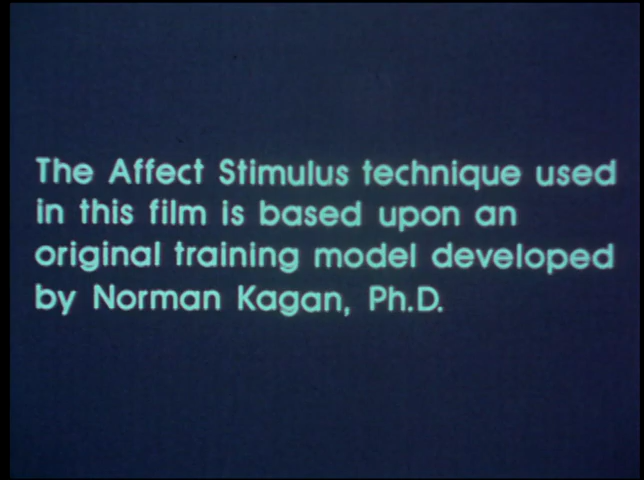 The Affect Stimulus technique used
in this film is based upon an
original training model developed
by Norman Kagan, Ph.D.